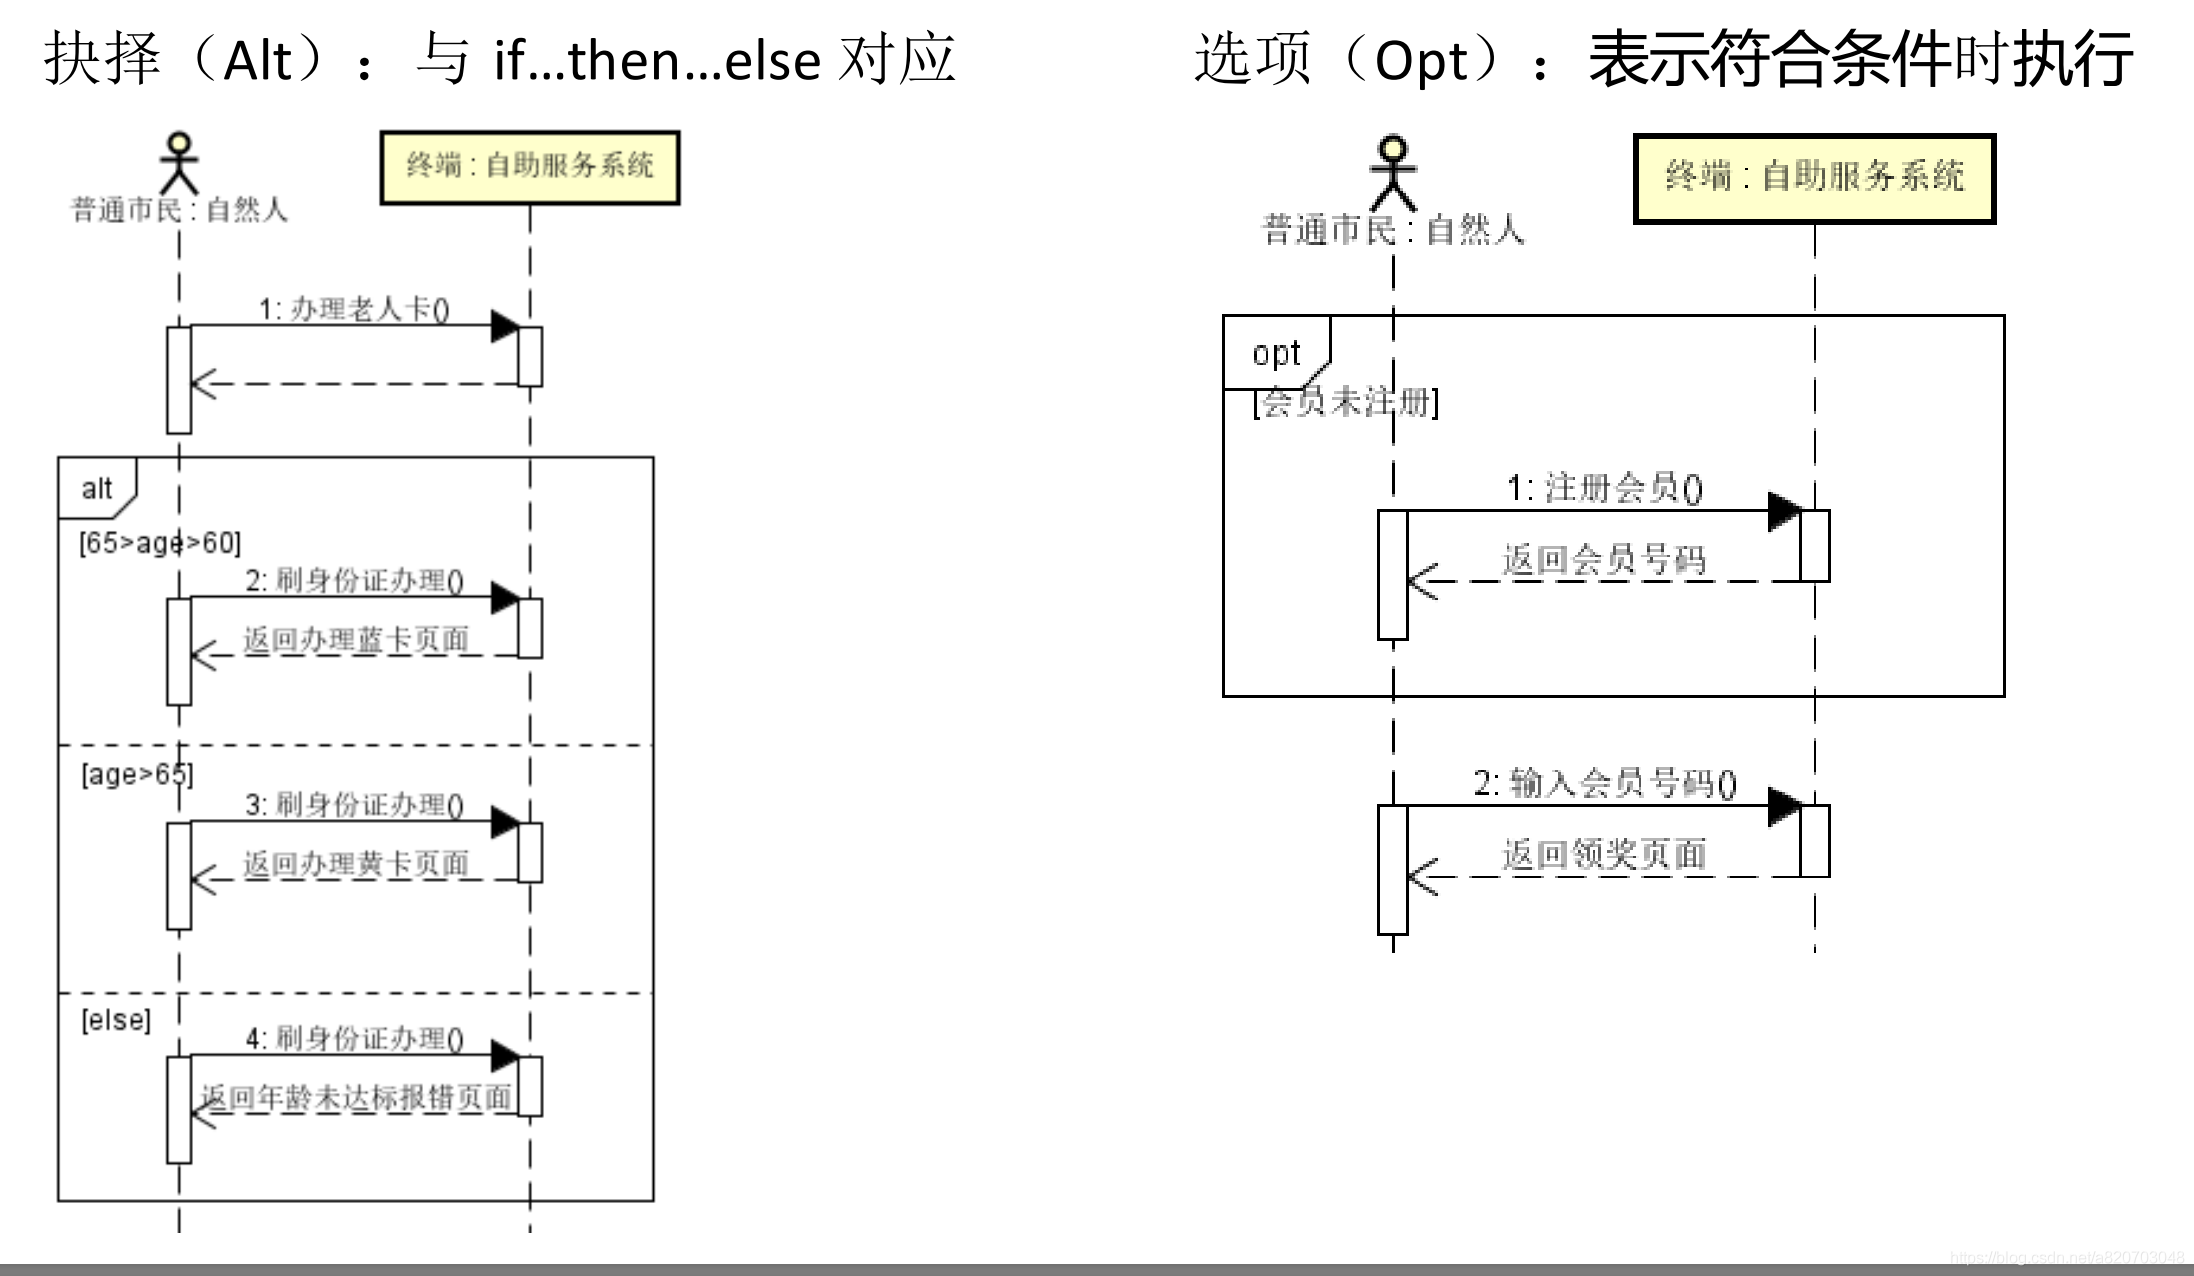 抉择（Alt）：与 if...then...else 对应
普通市民 : 自然人
终端 : 自助服务系统
1: 办理老人卡()
alt
[65>age>60]
2: 刷身份证办理()
返回办理蓝卡页面
[age>65]
3: 刷身份证办理()
返回办理黄卡页面
[else]
4: 刷身份证办理()
返回年龄未达标报错页面
选项（Opt）：表示符合条件时执行
普通市民 : 自然人
终端 : 自助服务系统
opt
[会员未注册]
1: 注册会员()
返回会员号码
2: 输入会员号码()
返回领奖页面
https://blog.csdn.net/a820703048